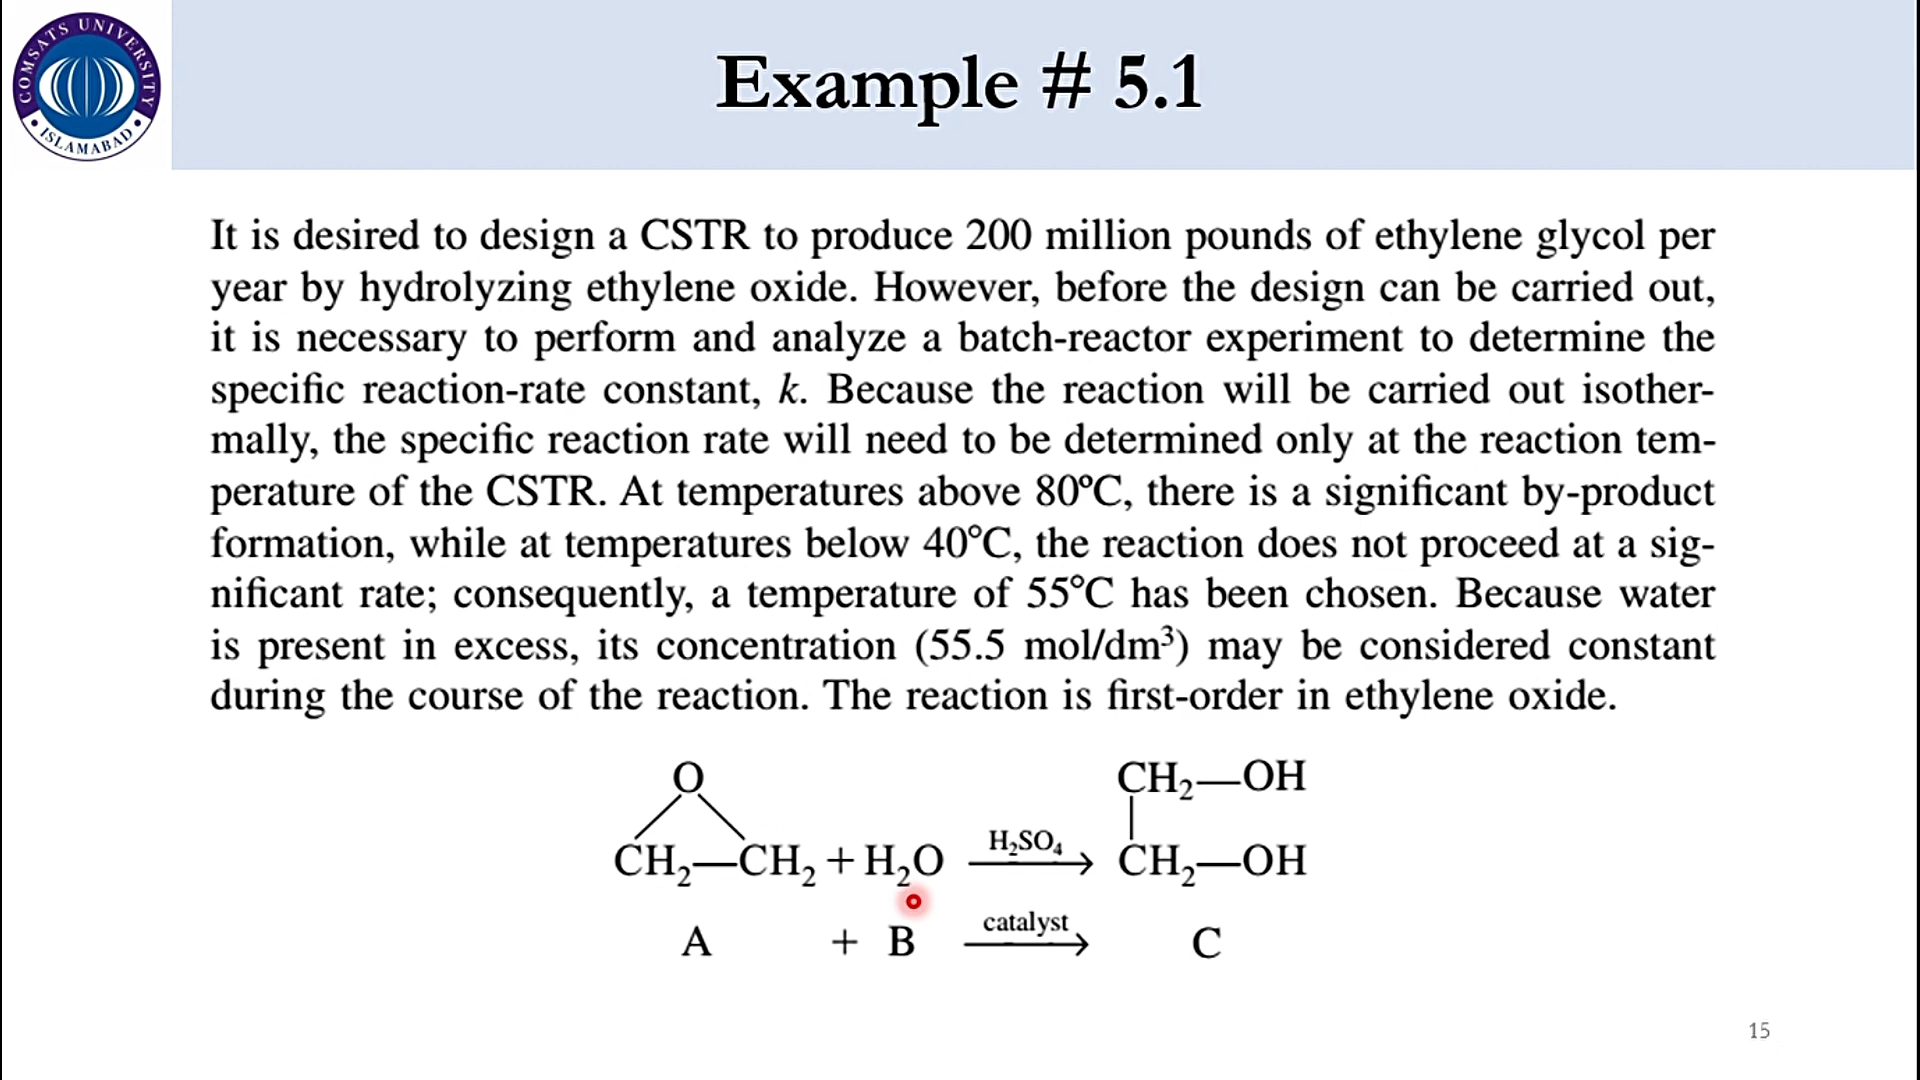 COMSATS UNIVERSITY
ISLAMABAD
Example # 5.1
It is desired to design a CSTR to produce 200 million pounds of ethylene glycol per
year by hydrolyzing ethylene oxide. However, before the design can be carried out,
it is necessary to perform and analyze a batch-reactor experiment to determine the
specific reaction-rate constant, k. Because the reaction will be carried out isother-
mally, the specific reaction rate will need to be determined only at the reaction tem-
perature of the CSTR. At temperatures above 80ºC, there is a significant by-product
formation, while at temperatures below 40°C, the reaction does not proceed at a sig-
nificant rate; consequently, a temperature of 55°C has been chosen. Because water
is present in excess, its concentration (55.5 mol/dm³) may be considered constant
during the course of the reaction. The reaction is first-order in ethylene oxide.
O
CH₂—OH
CH₂—CH₂ + H₂O H₂SO₄ → CH₂—OH
A + B catalyst → C
15